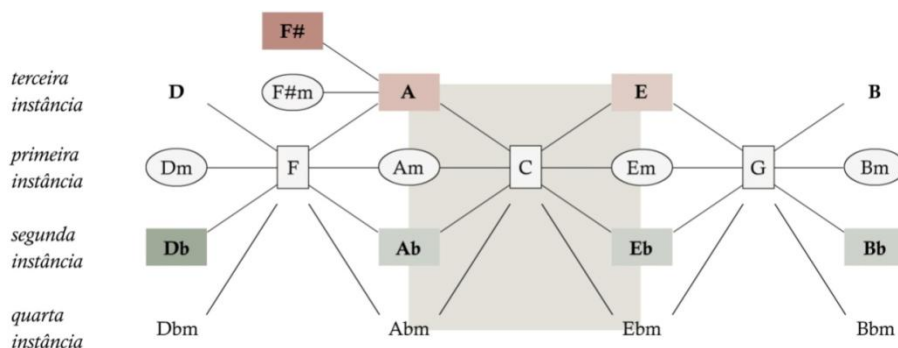 F#
terceira
instância
D
F#m
A
E
B
primeira
instância
Dm
F
Am
C
Em
G
Bm
segunda
instância
Db
Ab
Eb
Bb
quarta
instância
Dbm
Abm
Ebm
Bbm